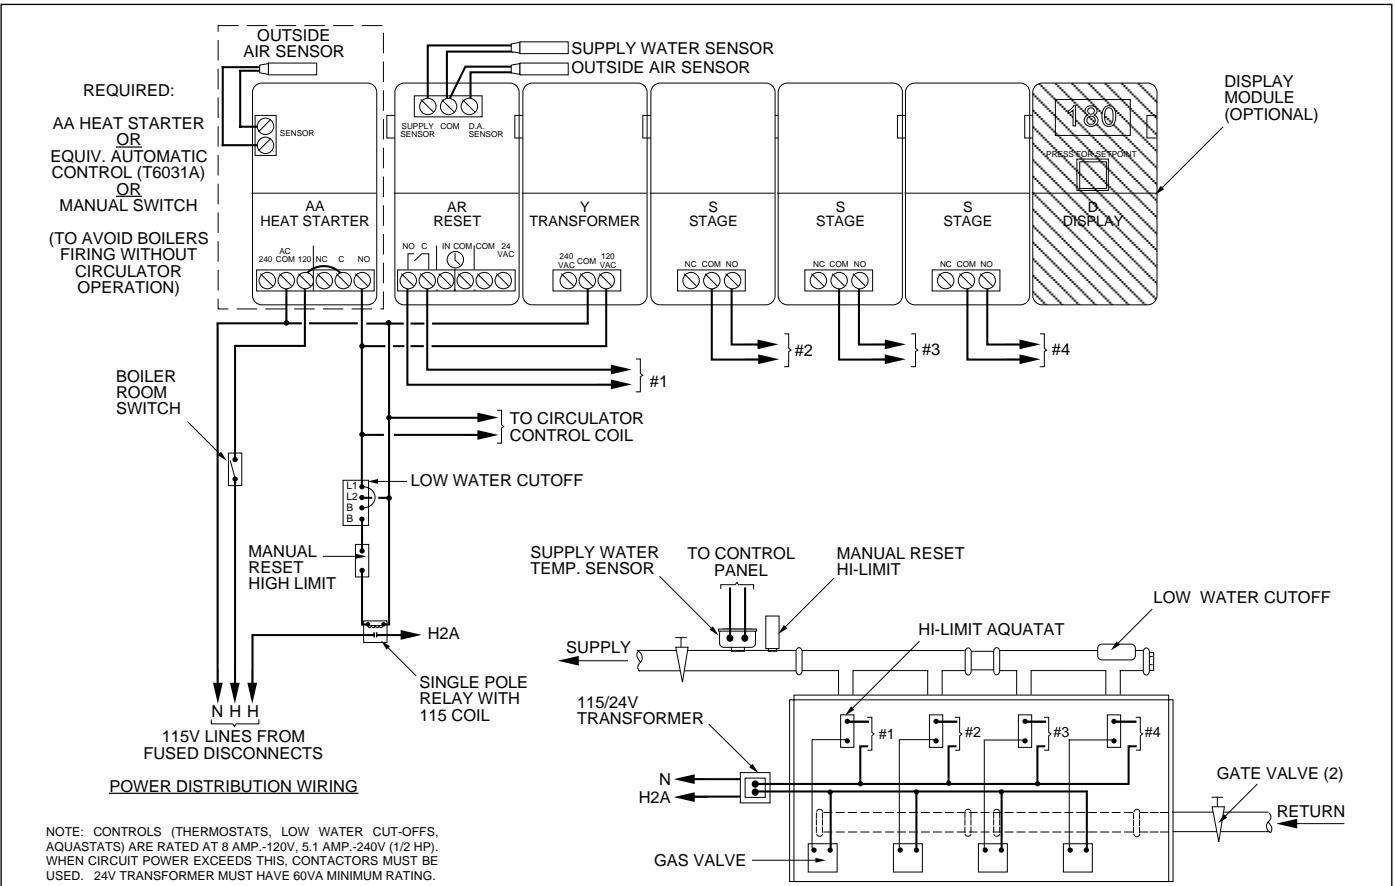 OUTSIDE
AIR SENSOR
SUPPLY WATER SENSOR
OUTSIDE AIR SENSOR
REQUIRED:
AA HEAT STARTER
OR
EQUIV. AUTOMATIC
CONTROL (T6031A)
OR
MANUAL SWITCH
(TO AVOID BOILERS
FIRING WITHOUT
CIRCULATOR
OPERATION)
SENSOR
AA
HEAT STARTER
240 AC COM 120 NC C NO
SUPPLY SENSOR COM D.A. SENSOR
AR
RESET
NO C IN COM COM 24 VAC
Y
TRANSFORMER
240 VAC COM 120 VAC
S
STAGE
NC COM NO
S
STAGE
NC COM NO
S
STAGE
NC COM NO
180
PRESS FOR SETPOINT
D
DISPLAY
DISPLAY
MODULE
(OPTIONAL)
#2
#3
#4
#1
BOILER
ROOM
SWITCH
TO CIRCULATOR
CONTROL COIL
LOW WATER CUTOFF
L1
L2
B
B
MANUAL
RESET
HIGH LIMIT
H2A
SINGLE POLE
RELAY WITH
115 COIL
N H H
115V LINES FROM
FUSED DISCONNECTS
POWER DISTRIBUTION WIRING
NOTE: CONTROLS (THERMOSTATS, LOW WATER CUT-OFFS,
AQUASTATS) ARE RATED AT 8 AMP.-120V, 5.1 AMP.-240V (1/2 HP).
WHEN CIRCUIT POWER EXCEEDS THIS, CONTACTORS MUST BE
USED. 24V TRANSFORMER MUST HAVE 60VA MINIMUM RATING.
SUPPLY WATER
TEMP. SENSOR
TO CONTROL
PANEL
MANUAL RESET
HI-LIMIT
LOW WATER CUTOFF
HI-LIMIT AQUATAT
SUPPLY
115/24V
TRANSFORMER
#1
#2
#3
#4
N
H2A
GATE VALVE (2)
RETURN
GAS VALVE